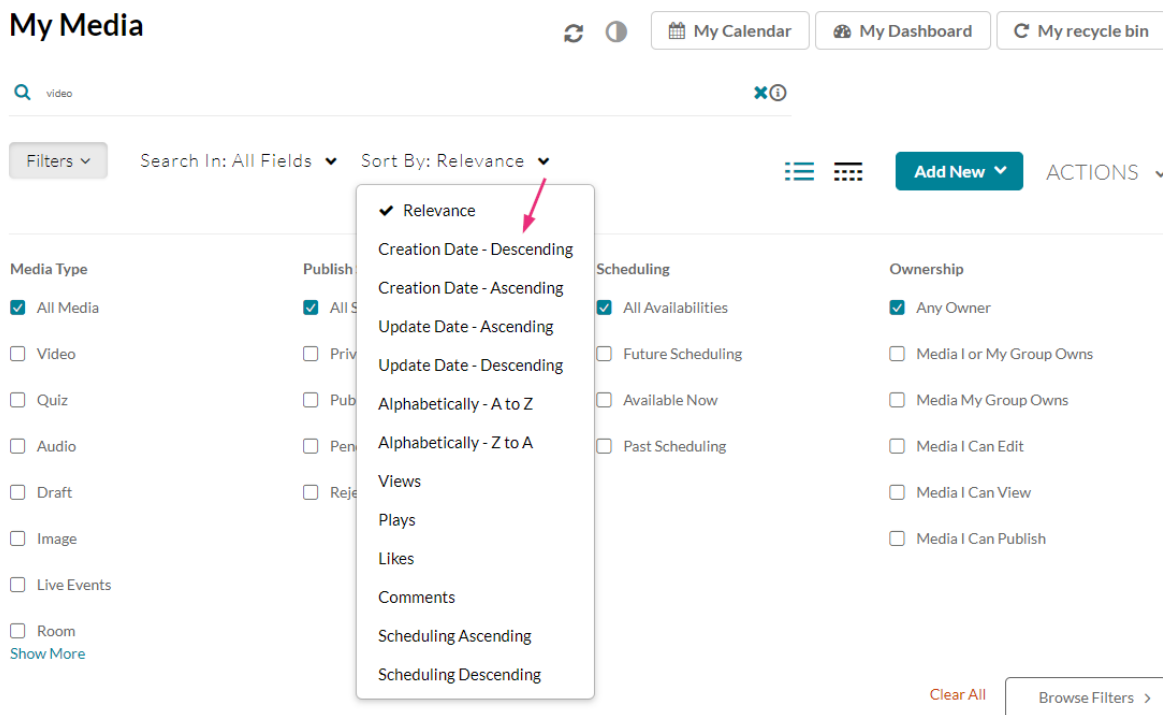 My Media
My Calendar
My Dashboard
My recycle bin
video
Filters
Search In: All Fields
Sort By: Relevance
Add New
ACTIONS
Relevance
Creation Date - Descending
Creation Date - Ascending
Update Date - Ascending
Update Date - Descending
Alphabetically - A to Z
Alphabetically - Z to A
Views
Plays
Likes
Comments
Scheduling Ascending
Scheduling Descending
Media Type
All Media
Video
Quiz
Audio
Draft
Image
Live Events
Room
Show More
Publish
All
Scheduling
All Availabilities
Future Scheduling
Available Now
Past Scheduling
Ownership
Any Owner
Media I or My Group Owns
Media My Group Owns
Media I Can Edit
Media I Can View
Media I Can Publish
Clear All
Browse Filters